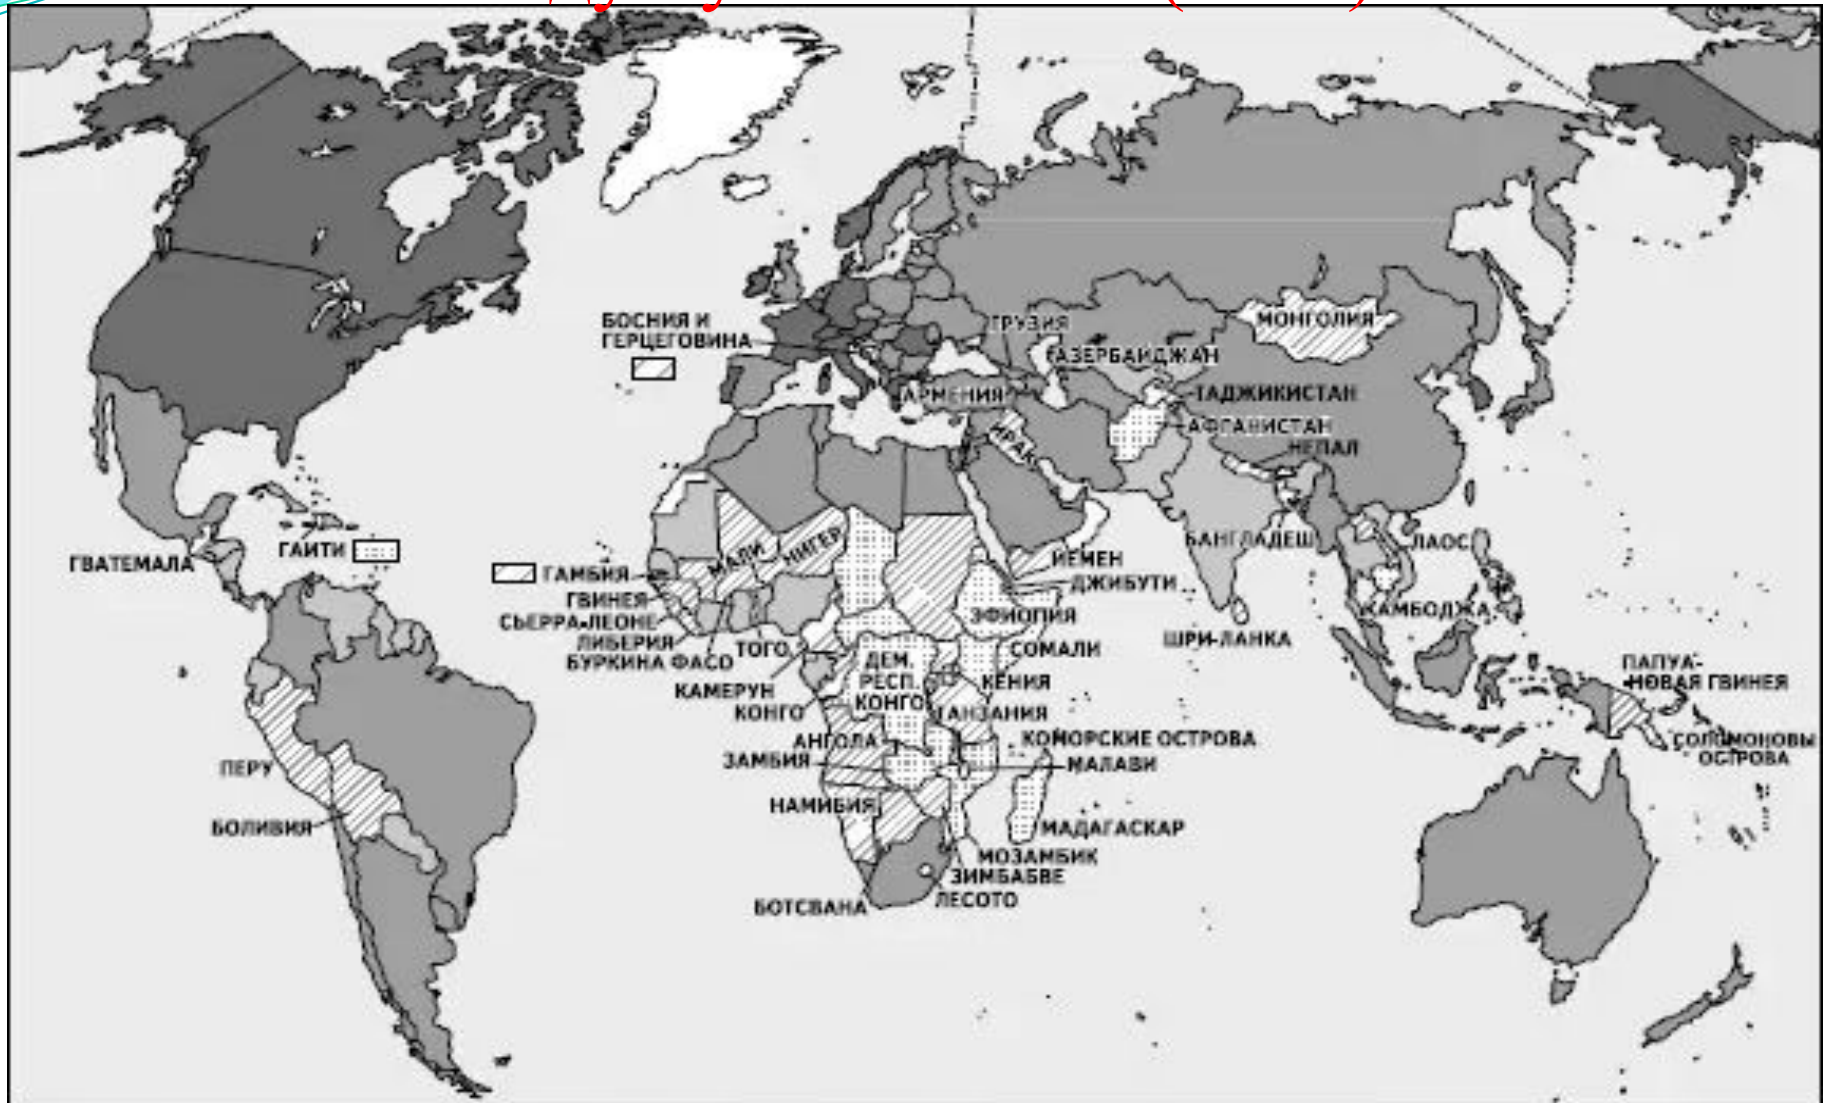 БОСНИЯ И
ГЕРЦЕГОВИНА
ГРУЗИЯ
МОНГОЛИЯ
АЗЕРБАЙДЖАН
АРМЕНИЯ
ТАДЖИКИСТАН
АФГАНИСТАН
ИРАК
НЕПАЛ
ГВАТЕМАЛА
ГАИТИ
ГАМБИЯ
МАЛИ
НИГЕР
БАНГЛАДЕШ
ЛАОС
ЙЕМЕН
ДЖИБУТИ
ГВИНЕЯ
ЭФИОПИЯ
КАМБОДЖА
СЬЕРРА-ЛЕОНЕ
ЛИБЕРИЯ
ШРИ-ЛАНКА
БУРКИНА ФАСО
ТОГО
СОМАЛИ
ДЕМ.
РЕСП.
КОНГО
ПАПУА-
НОВАЯ ГВИНЕЯ
КАМЕРУН
КЕНИЯ
КОНГО
ТАНЗАНИЯ
АНГОЛА
КОМОРСКИЕ ОСТРОВА
СОЛОМОНОВЫ
ОСТРОВА
ЗАМБИЯ
МАЛАВИ
ПЕРУ
НАМИБИЯ
БОЛИВИЯ
МАДАГАСКАР
МОЗАМБИК
ЗИМБАБВЕ
ЛЕСОТО
БОТСВАНА